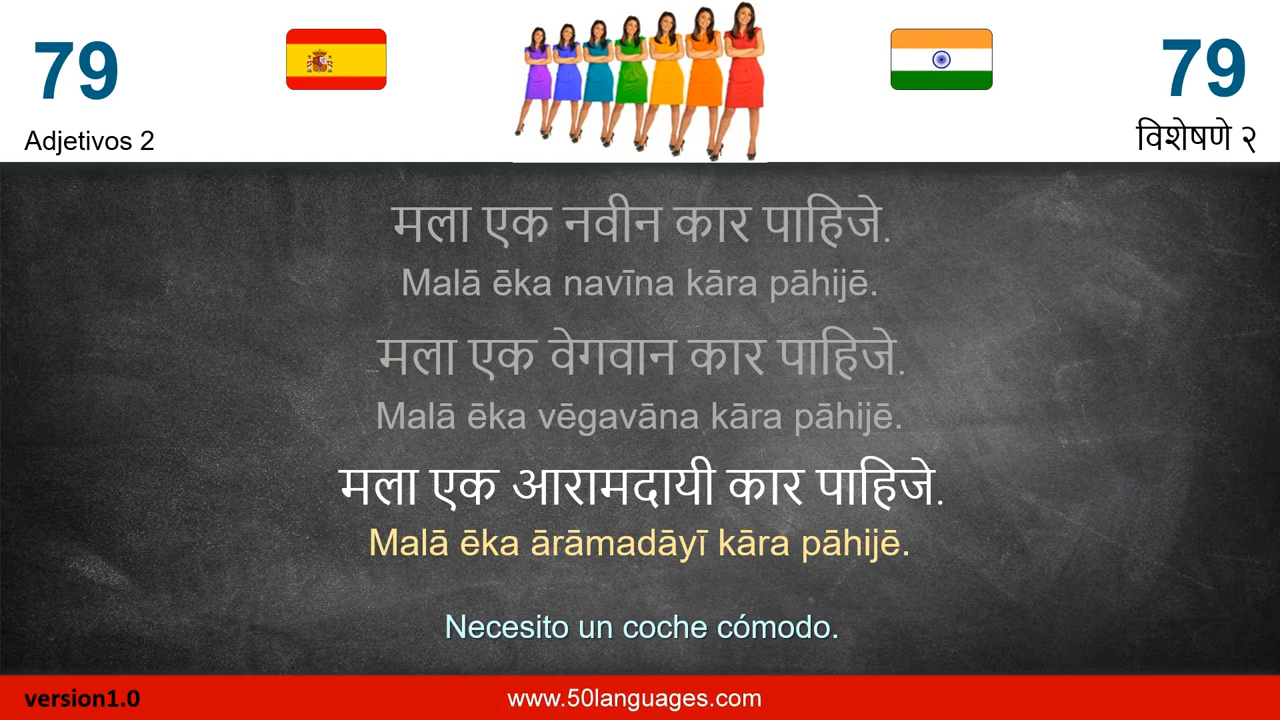 79
79
Adjetivos 2
विशेषणे २
मला एक नवीन कार पाहिजे.
Malā ēka navīna kāra pāhijē.
मला एक वेगवान कार पाहिजे.
Malā ēka vēgavāna kāra pāhijē.
मला एक आरामदायी कार पाहिजे.
Malā ēka ārāmadāyī kāra pāhijē.
Necesito un coche cómodo.
version1.0
www.50languages.com